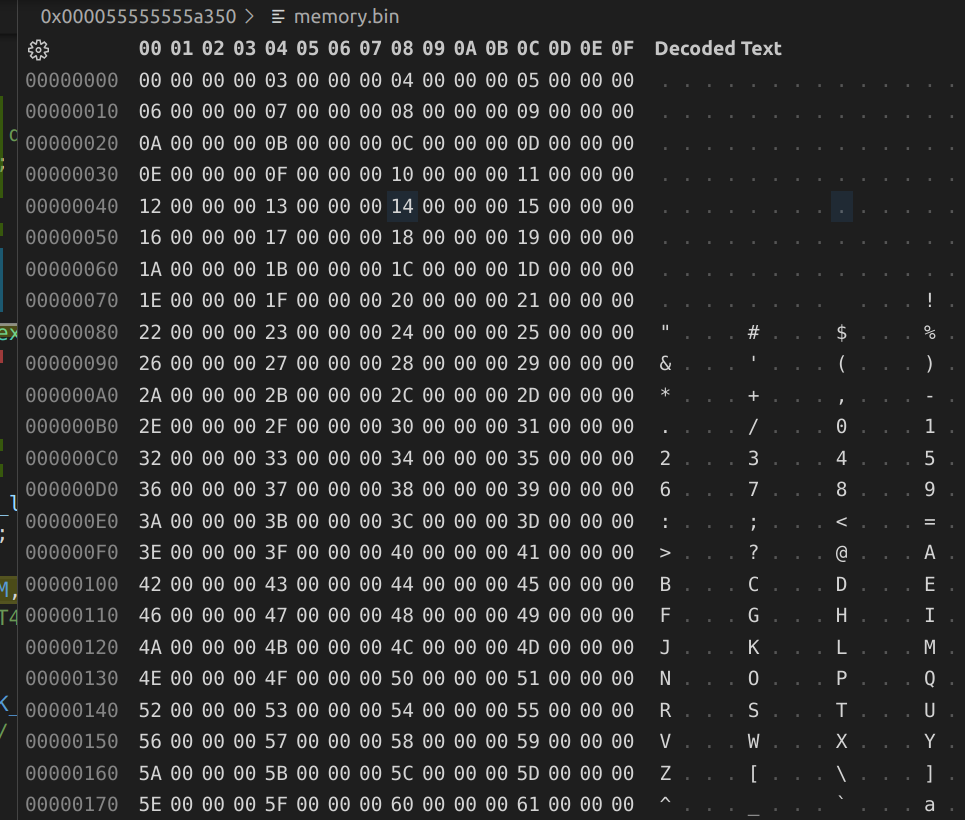 0x000055555555a350 > memory.bin
00 01 02 03 04 05 06 07 08 09 0A 0B 0C 0D 0E 0F Decoded Text
00000000 00 00 00 00 03 00 00 00 04 00 00 00 05 00 00 00 . . . . . . . . . . . . . . . .
00000010 06 00 00 00 07 00 00 00 08 00 00 00 09 00 00 00 . . . . . . . . . . . . . . . .
00000020 0A 00 00 00 0B 00 00 00 0C 00 00 00 0D 00 00 00 . . . . . . . . . . . . . . . .
00000030 0E 00 00 00 0F 00 00 00 10 00 00 00 11 00 00 00 . . . . . . . . . . . . . . . .
00000040 12 00 00 00 13 00 00 00 14 00 00 00 15 00 00 00 . . . . . . . . . . . . . . . .
00000050 16 00 00 00 17 00 00 00 18 00 00 00 19 00 00 00 . . . . . . . . . . . . . . . .
00000060 1A 00 00 00 1B 00 00 00 1C 00 00 00 1D 00 00 00 . . . . . . . . . . . . . . . .
00000070 1E 00 00 00 1F 00 00 00 20 00 00 00 21 00 00 00 . . . . . . . .   . . . ! . . .
00000080 22 00 00 00 23 00 00 00 24 00 00 00 25 00 00 00 " . . . # . . . $ . . . % . . .
00000090 26 00 00 00 27 00 00 00 28 00 00 00 29 00 00 00 & . . . ' . . . ( . . . ) . . .
000000A0 2A 00 00 00 2B 00 00 00 2C 00 00 00 2D 00 00 00 * . . . + . . . , . . . - . . .
000000B0 2E 00 00 00 2F 00 00 00 30 00 00 00 31 00 00 00 . . . . / . . . 0 . . . 1 . . .
000000C0 32 00 00 00 33 00 00 00 34 00 00 00 35 00 00 00 2 . . . 3 . . . 4 . . . 5 . . .
000000D0 36 00 00 00 37 00 00 00 38 00 00 00 39 00 00 00 6 . . . 7 . . . 8 . . . 9 . . .
000000E0 3A 00 00 00 3B 00 00 00 3C 00 00 00 3D 00 00 00 : . . . ; . . . < . . . = . . .
000000F0 3E 00 00 00 3F 00 00 00 40 00 00 00 41 00 00 00 > . . . ? . . . @ . . . A . . .
00000100 42 00 00 00 43 00 00 00 44 00 00 00 45 00 00 00 B . . . C . . . D . . . E . . .
00000110 46 00 00 00 47 00 00 00 48 00 00 00 49 00 00 00 F . . . G . . . H . . . I . . .
00000120 4A 00 00 00 4B 00 00 00 4C 00 00 00 4D 00 00 00 J . . . K . . . L . . . M . . .
00000130 4E 00 00 00 4F 00 00 00 50 00 00 00 51 00 00 00 N . . . O . . . P . . . Q . . .
00000140 52 00 00 00 53 00 00 00 54 00 00 00 55 00 00 00 R . . . S . . . T . . . U . . .
00000150 56 00 00 00 57 00 00 00 58 00 00 00 59 00 00 00 V . . . W . . . X . . . Y . . .
00000160 5A 00 00 00 5B 00 00 00 5C 00 00 00 5D 00 00 00 Z . . . [ . . . \ . . . ] . . .
00000170 5E 00 00 00 5F 00 00 00 60 00 00 00 61 00 00 00 ^ . . . _ . . . ` . . . a . . .